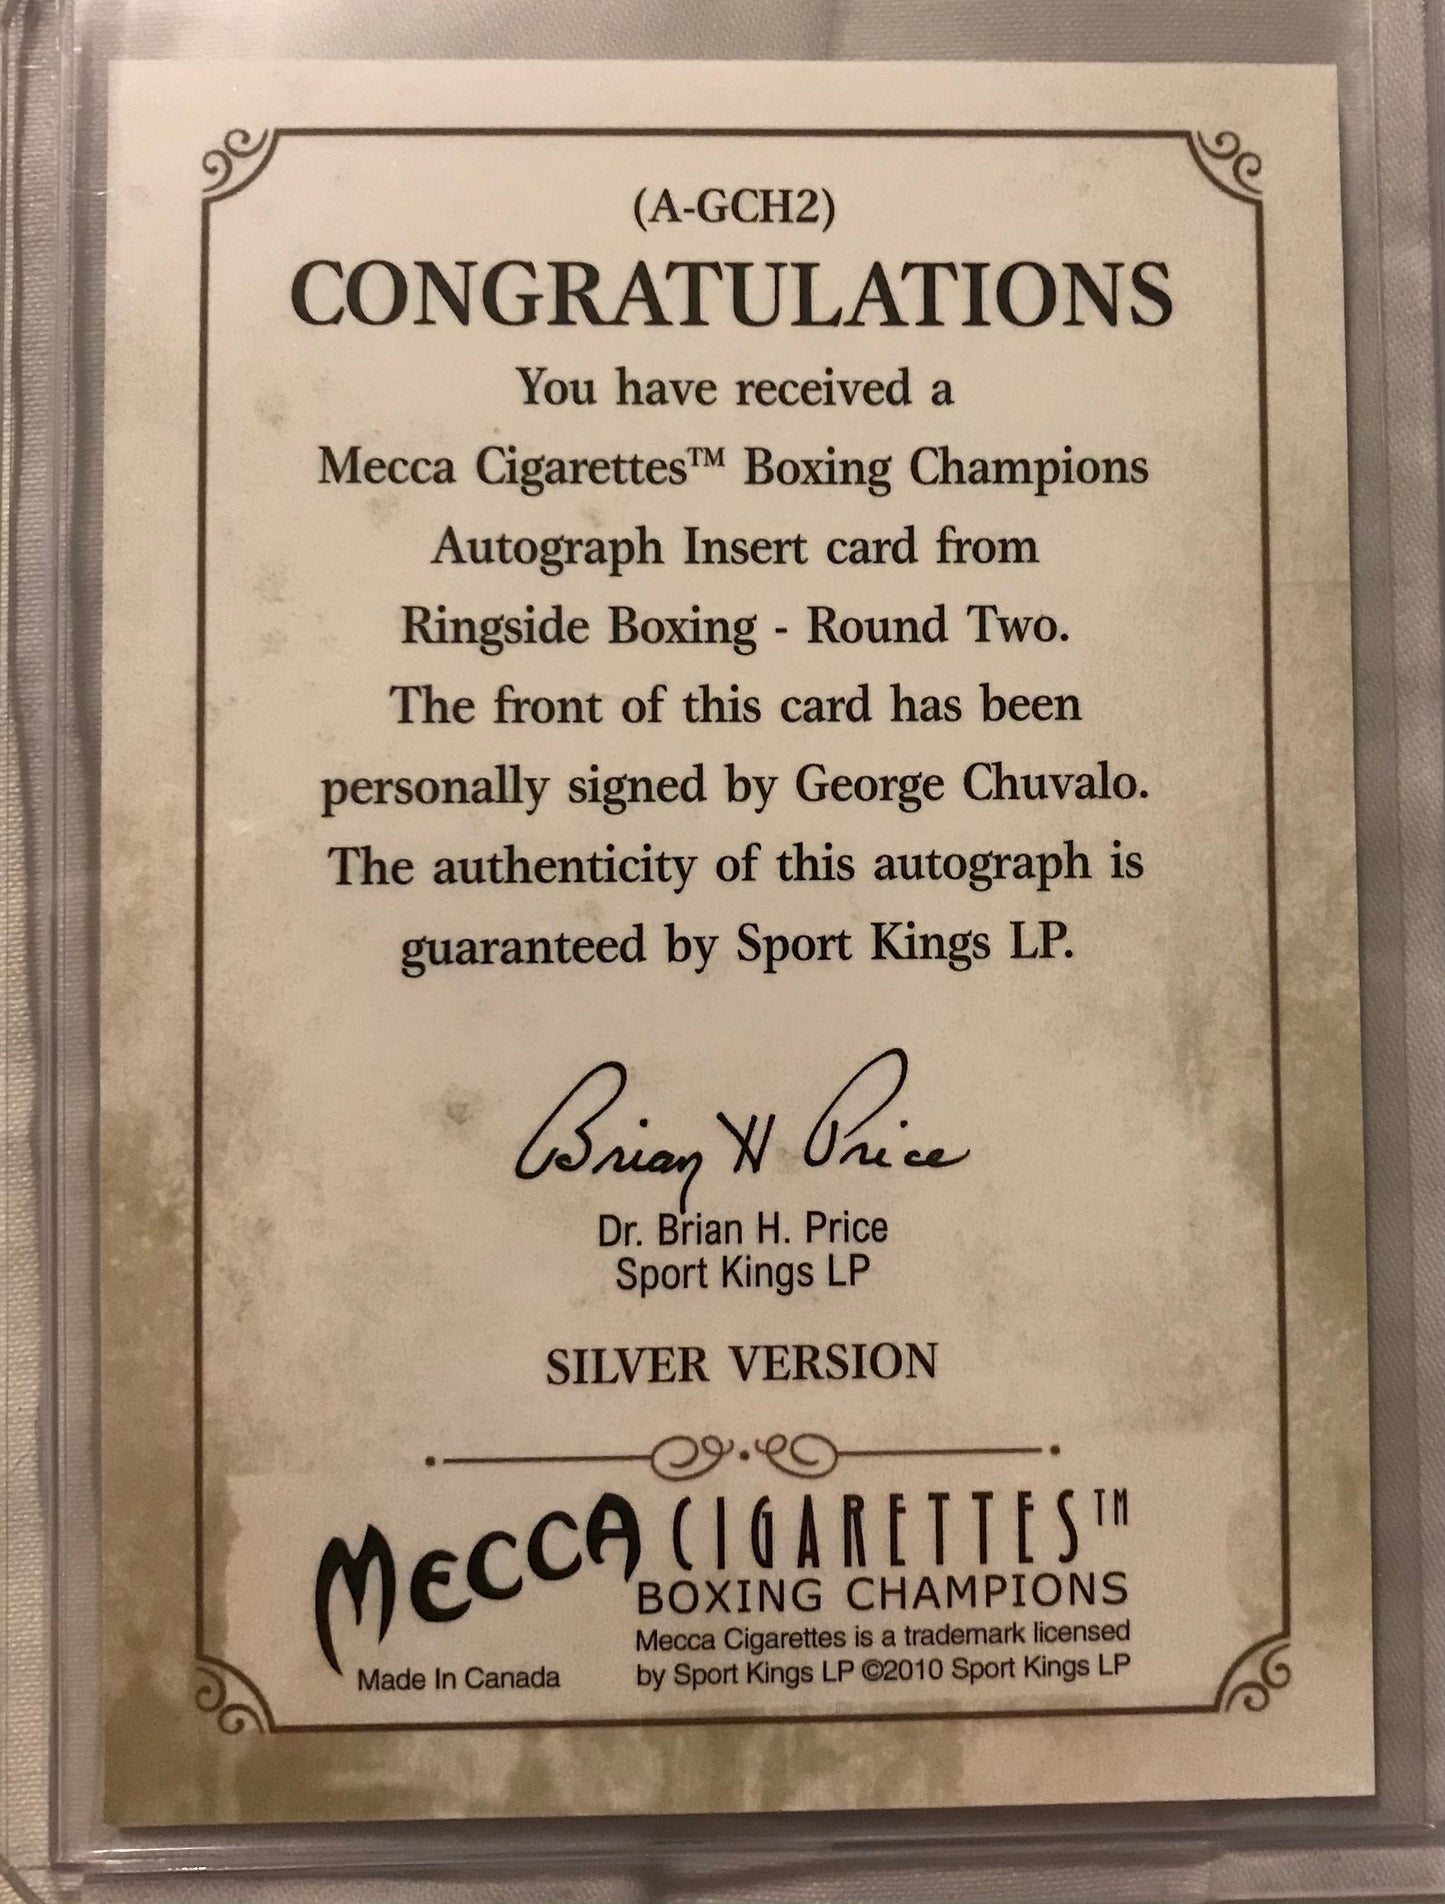 (A-GCH2)
CONGRATULATIONS
You have received a
Mecca Cigarettes™ Boxing Champions
Autograph Insert card from
Ringside Boxing - Round Two.
The front of this card has been
personally signed by George Chuvalo.
The authenticity of this autograph is
guaranteed by Sport Kings LP.
Brian H Price
Dr. Brian H. Price
Sport Kings LP
SILVER VERSION
MECCA CIGARETTES™
BOXING CHAMPIONS
Mecca Cigarettes is a trademark licensed
by Sport Kings LP ©2010 Sport Kings LP
Made In Canada